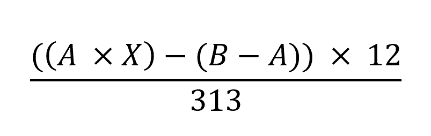 ((A × X) − (B − A)) × 12
313